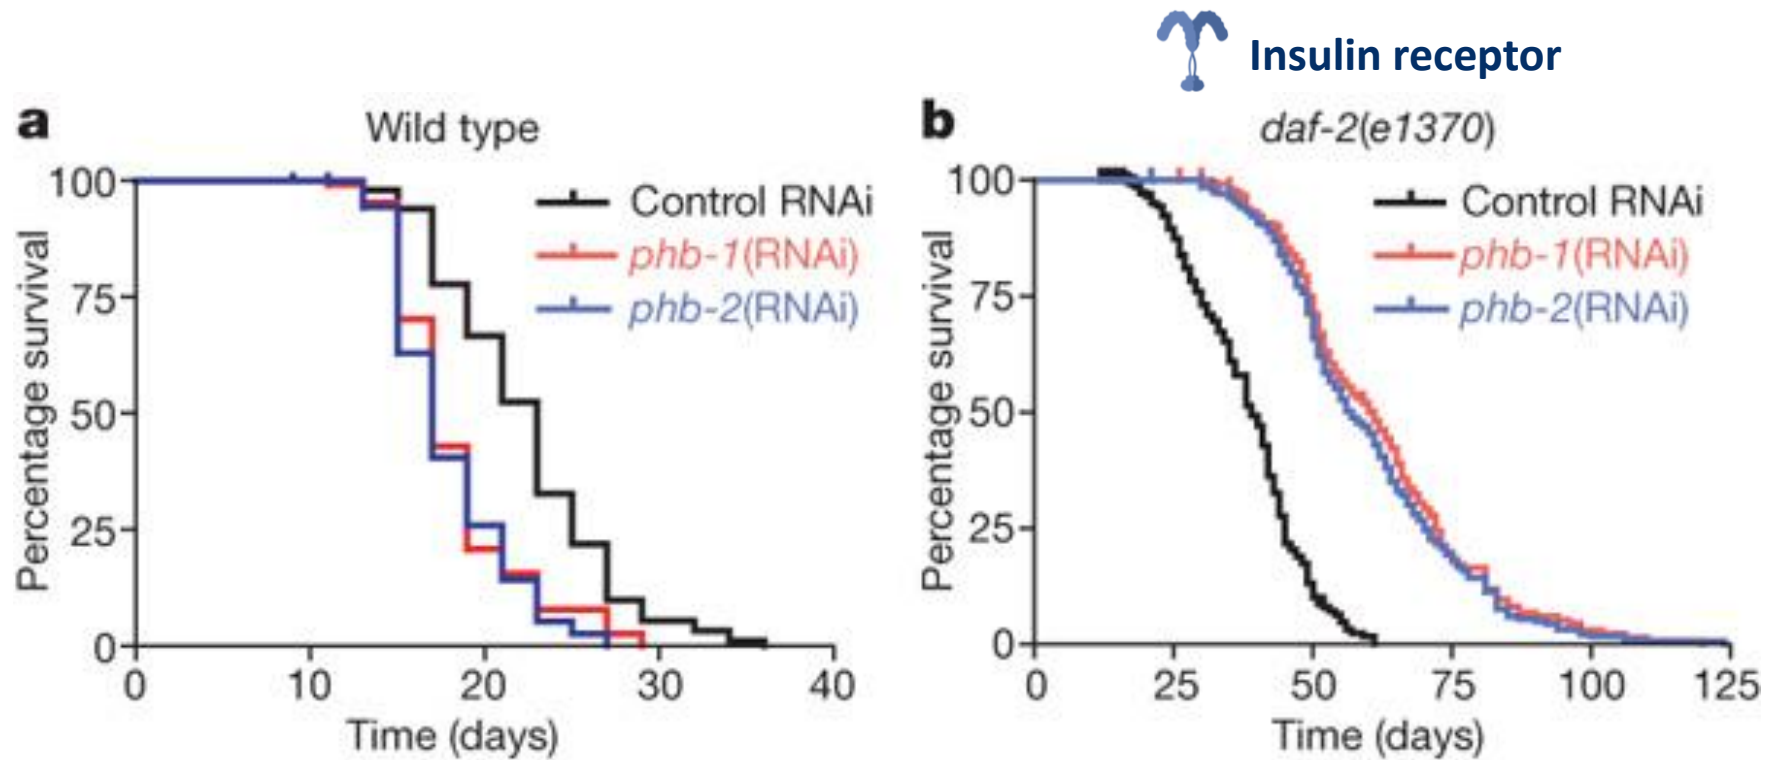 Insulin receptor
a
Wild type
100
75
50
25
0
Percentage survival
Control RNAi
phb-1(RNAi)
phb-2(RNAi)
0 10 20 30 40
Time (days)
b
daf-2(e1370)
100
75
50
25
0
Percentage survival
Control RNAi
phb-1(RNAi)
phb-2(RNAi)
0 25 50 75 100 125
Time (days)